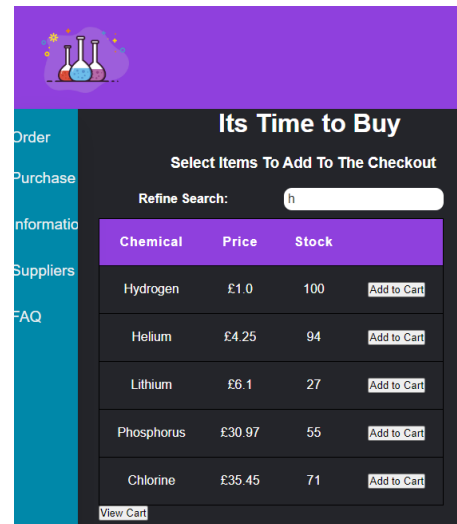 Its Time to Buy
Select Items To Add To The Checkout
Order
Purchase
Informatio
Suppliers
FAQ
Refine Search: h
Chemical Price Stock
Hydrogen £1.0 100 Add to Cart
Helium £4.25 94 Add to Cart
Lithium £6.1 27 Add to Cart
Phosphorus £30.97 55 Add to Cart
Chlorine £35.45 71 Add to Cart
View Cart